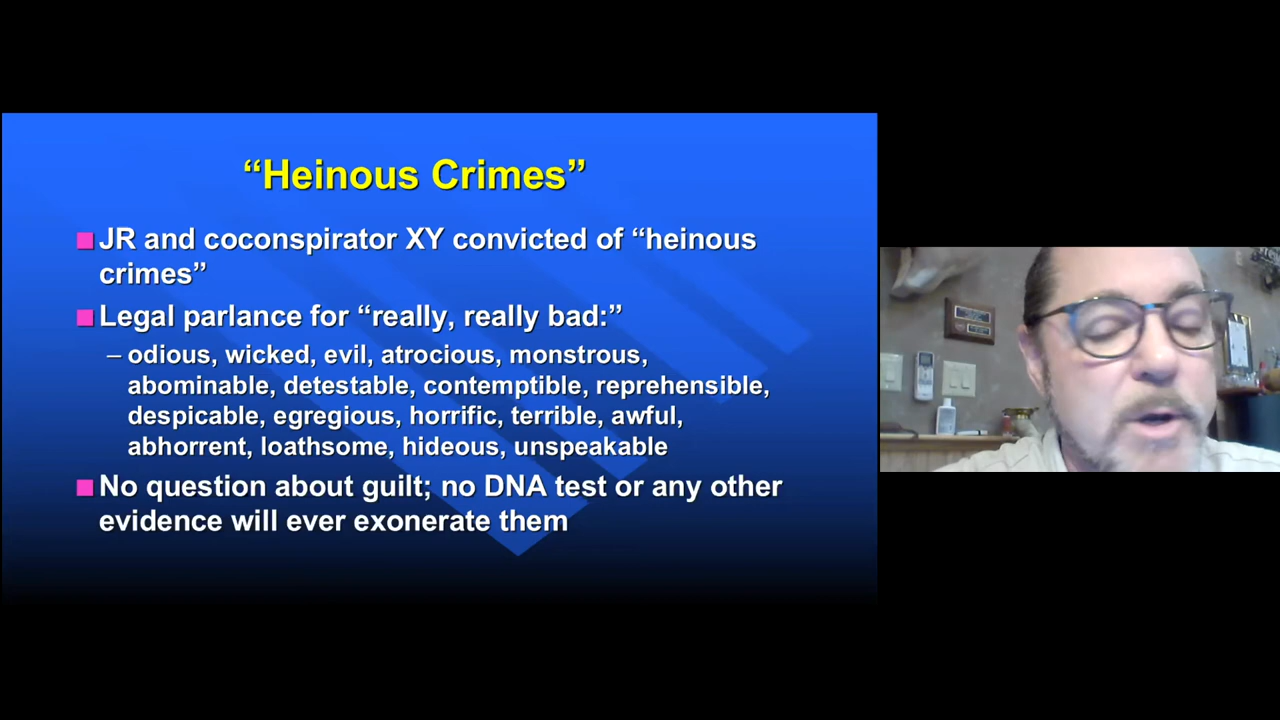 “Heinous Crimes”
JR and coconspirator XY convicted of “heinous
crimes”
Legal parlance for “really, really bad:”
– odious, wicked, evil, atrocious, monstrous,
abominable, detestable, contemptible, reprehensible,
despicable, egregious, horrific, terrible, awful,
abhorrent, loathsome, hideous, unspeakable
No question about guilt; no DNA test or any other
evidence will ever exonerate them